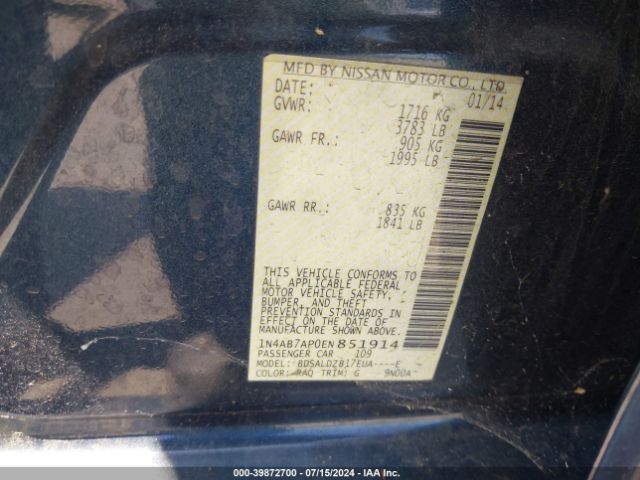 MFD BY NISSAN MOTOR CO., LTD.
DATE: 01/14
GVWR: 1716 KG
3783 LB
GAWR FR.: 905 KG
1995 LB
GAWR RR.: 835 KG
1841 LB
THIS VEHICLE CONFORMS TO
ALL APPLICABLE FEDERAL
MOTOR VEHICLE SAFETY,
BUMPER, AND THEFT
PREVENTION STANDARDS IN
EFFECT ON THE DATE OF
MANUFACTURE SHOWN ABOVE.
1N4AB7AP0EN851914
PASSENGER CAR 109
MODEL: BDSALDZB17EUA----E
COLOR: RAQ TRIM: G 9NDDA
000-39872700 - 07/15/2024 - IAA, Inc.